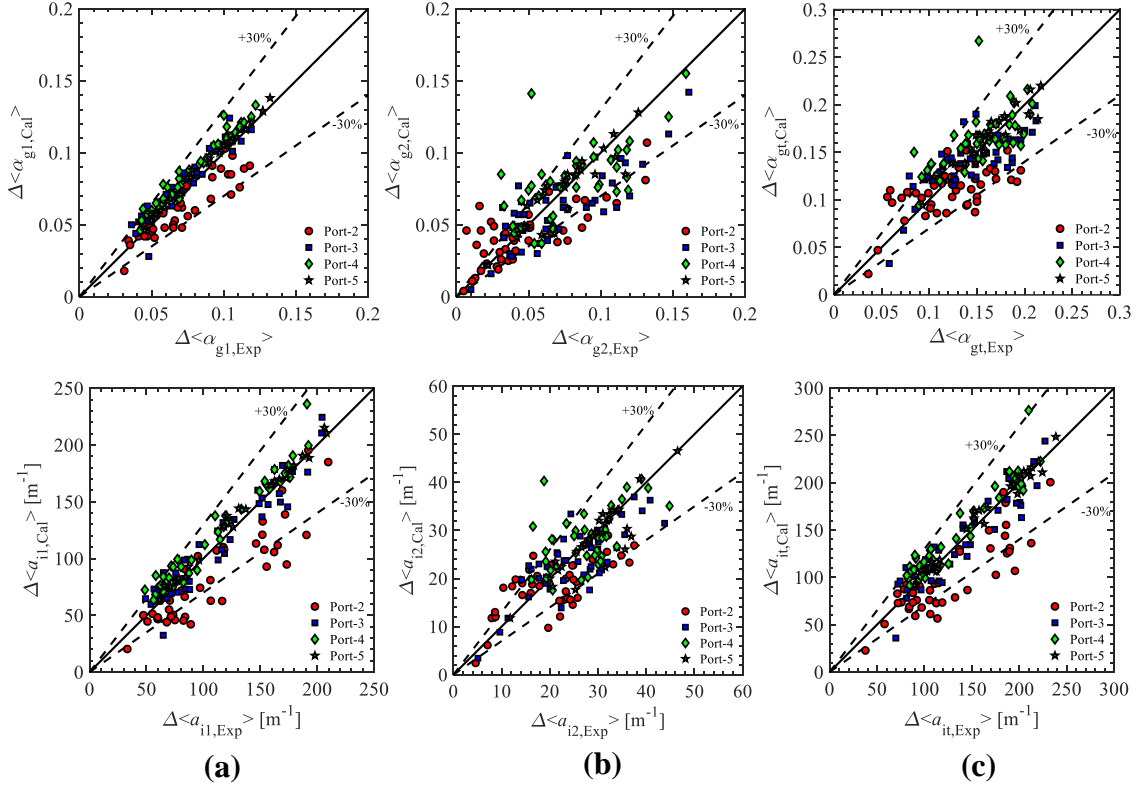 0.2
0.15
0.1
0.05
0
Δ<α_g1,Cal>
+30%
-30%
Port-2
Port-3
Port-4
Port-5
0 0.05 0.1 0.15 0.2
Δ<α_g1,Exp>
0.2
0.15
0.1
0.05
0
Δ<α_g2,Cal>
+30%
-30%
Port-2
Port-3
Port-4
Port-5
0 0.05 0.1 0.15 0.2
Δ<α_g2,Exp>
0.3
0.25
0.2
0.15
0.1
0.05
0
Δ<α_gt,Cal>
+30%
-30%
Port-2
Port-3
Port-4
Port-5
0 0.05 0.1 0.15 0.2 0.25 0.3
Δ<α_gt,Exp>
250
200
150
100
50
0
Δ<a_i1,Cal> [m⁻¹]
+30%
-30%
Port-2
Port-3
Port-4
Port-5
0 50 100 150 200 250
Δ<a_i1,Exp> [m⁻¹]
60
50
40
30
20
10
0
Δ<a_i2,Cal> [m⁻¹]
+30%
-30%
Port-2
Port-3
Port-4
Port-5
0 10 20 30 40 50 60
Δ<a_i2,Exp> [m⁻¹]
300
250
200
150
100
50
0
Δ<a_it,Cal> [m⁻¹]
+30%
-30%
Port-2
Port-3
Port-4
Port-5
0 50 100 150 200 250 300
Δ<a_it,Exp> [m⁻¹]
(a) (b) (c)